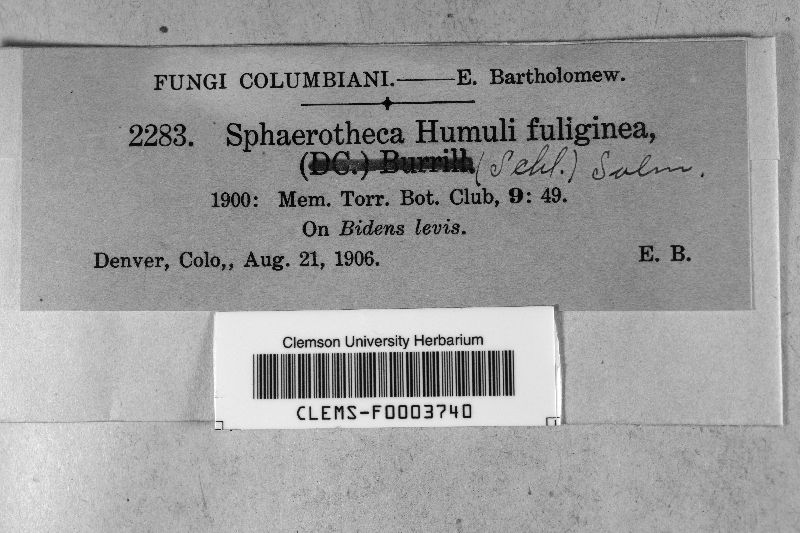 FUNGI COLUMBIANI.——E. Bartholomew.
2283. Sphaerotheca Humuli fuliginea,
(DC.) Burrill. (Schl.) Salm.
1900: Mem. Torr. Bot. Club, 9: 49.
On Bidens levis.
Denver, Colo,, Aug. 21, 1906. E. B.
Clemson University Herbarium
CLEMS-F0003740